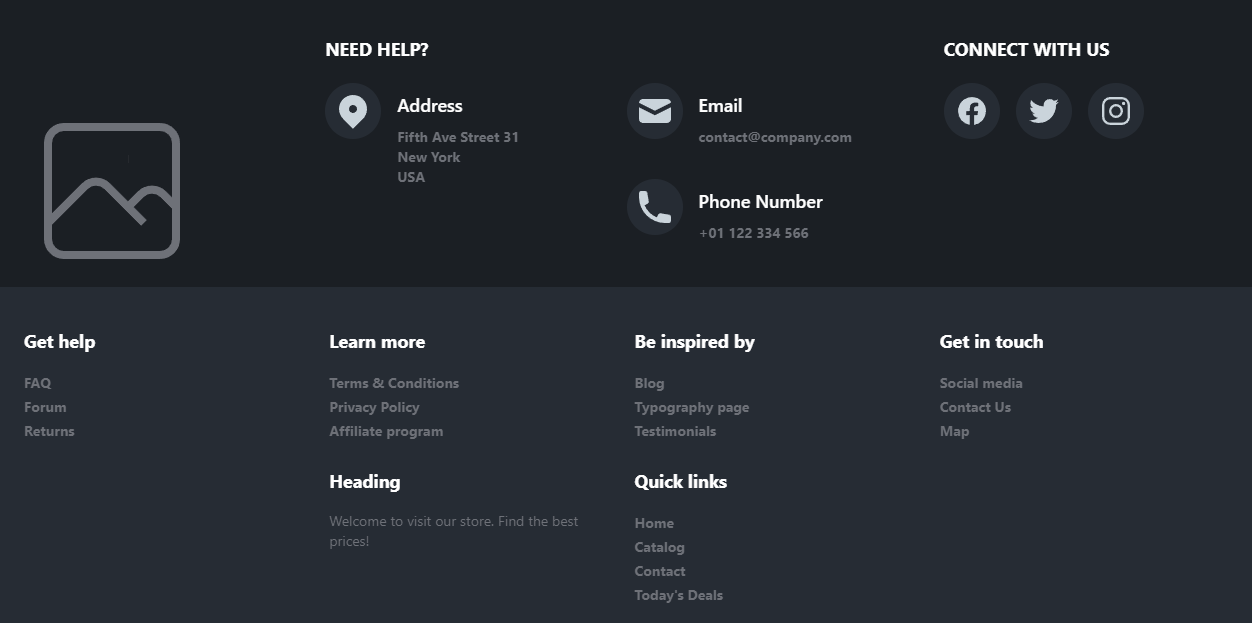 NEED HELP?
CONNECT WITH US
Address
Fifth Ave Street 31
New York
USA
Email
contact@company.com
Phone Number
+01 122 334 566
Get help
FAQ
Forum
Returns
Learn more
Terms & Conditions
Privacy Policy
Affiliate program
Be inspired by
Blog
Typography page
Testimonials
Get in touch
Social media
Contact Us
Map
Heading
Welcome to visit our store. Find the best
prices!
Quick links
Home
Catalog
Contact
Today's Deals